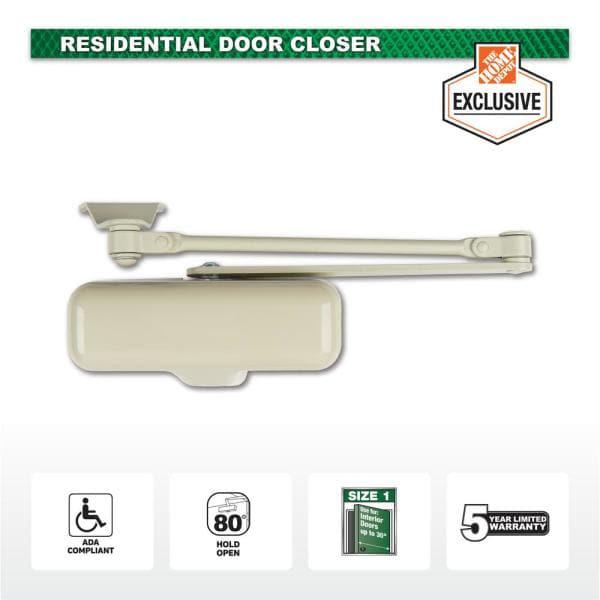 RESIDENTIAL DOOR CLOSER
THE
HOME
DEPOT
EXCLUSIVE
ADA
COMPLIANT
80°
HOLD
OPEN
SIZE 1
Use for:
Interior
Doors
up to 30"
5 YEAR LIMITED
WARRANTY